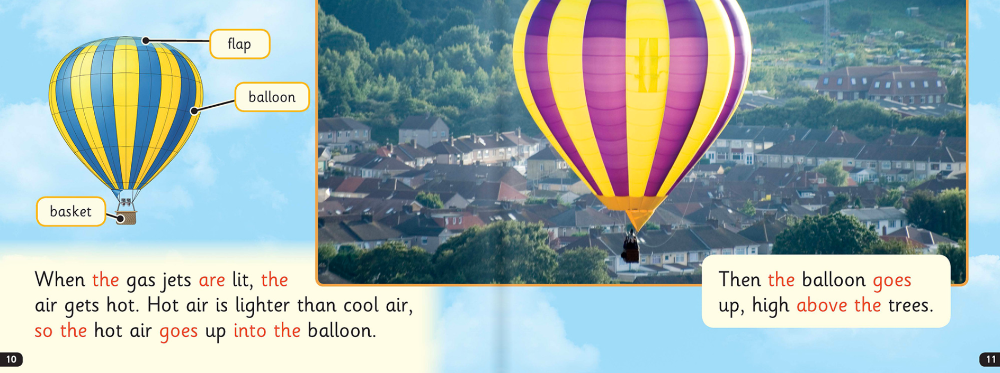 flap
balloon
basket
When the gas jets are lit, the
air gets hot. Hot air is lighter than cool air,
so the hot air goes up into the balloon.
10
Then the balloon goes
up, high above the trees.
11